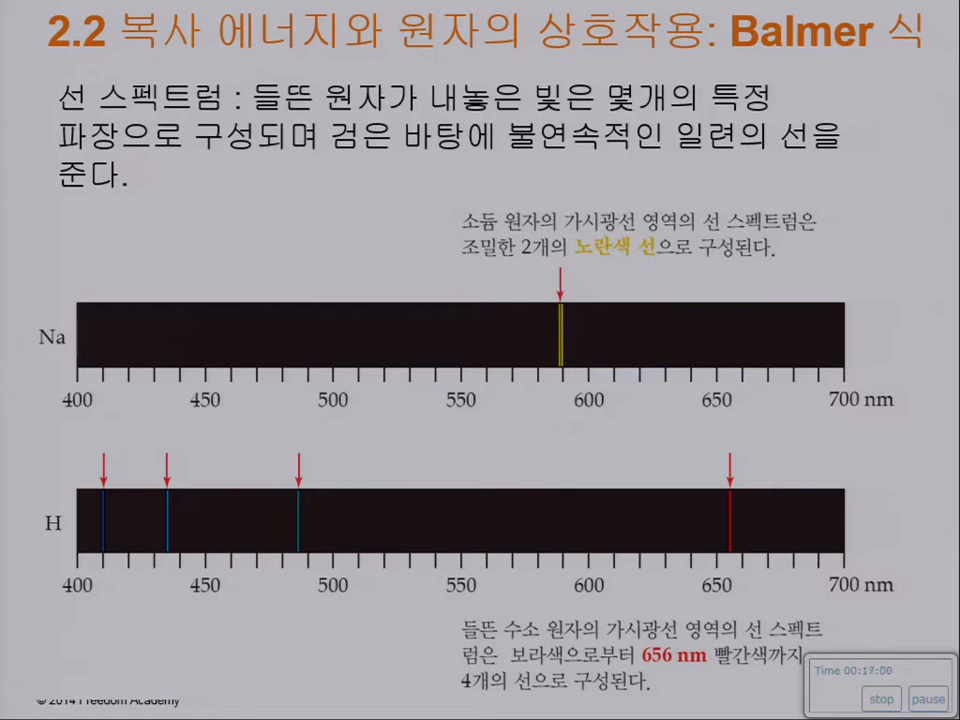 2.2 복사 에너지와 원자의 상호작용: Balmer 식
선 스펙트럼 : 들뜬 원자가 내놓은 빛은 몇개의 특정
파장으로 구성되며 검은 바탕에 불연속적인 일련의 선을
준다.
소듐 원자의 가시광선 영역의 선 스펙트럼은
조밀한 2개의 노란색 선으로 구성된다.
Na
400 450 500 550 600 650 700 nm
H
400 450 500 550 600 650 700 nm
들뜬 수소 원자의 가시광선 영역의 선 스펙트
럼은 보라색으로부터 656 nm 빨간색까지
4개의 선으로 구성된다.
Time 00:17:00
stop pause
© 2014 Freedom Academy